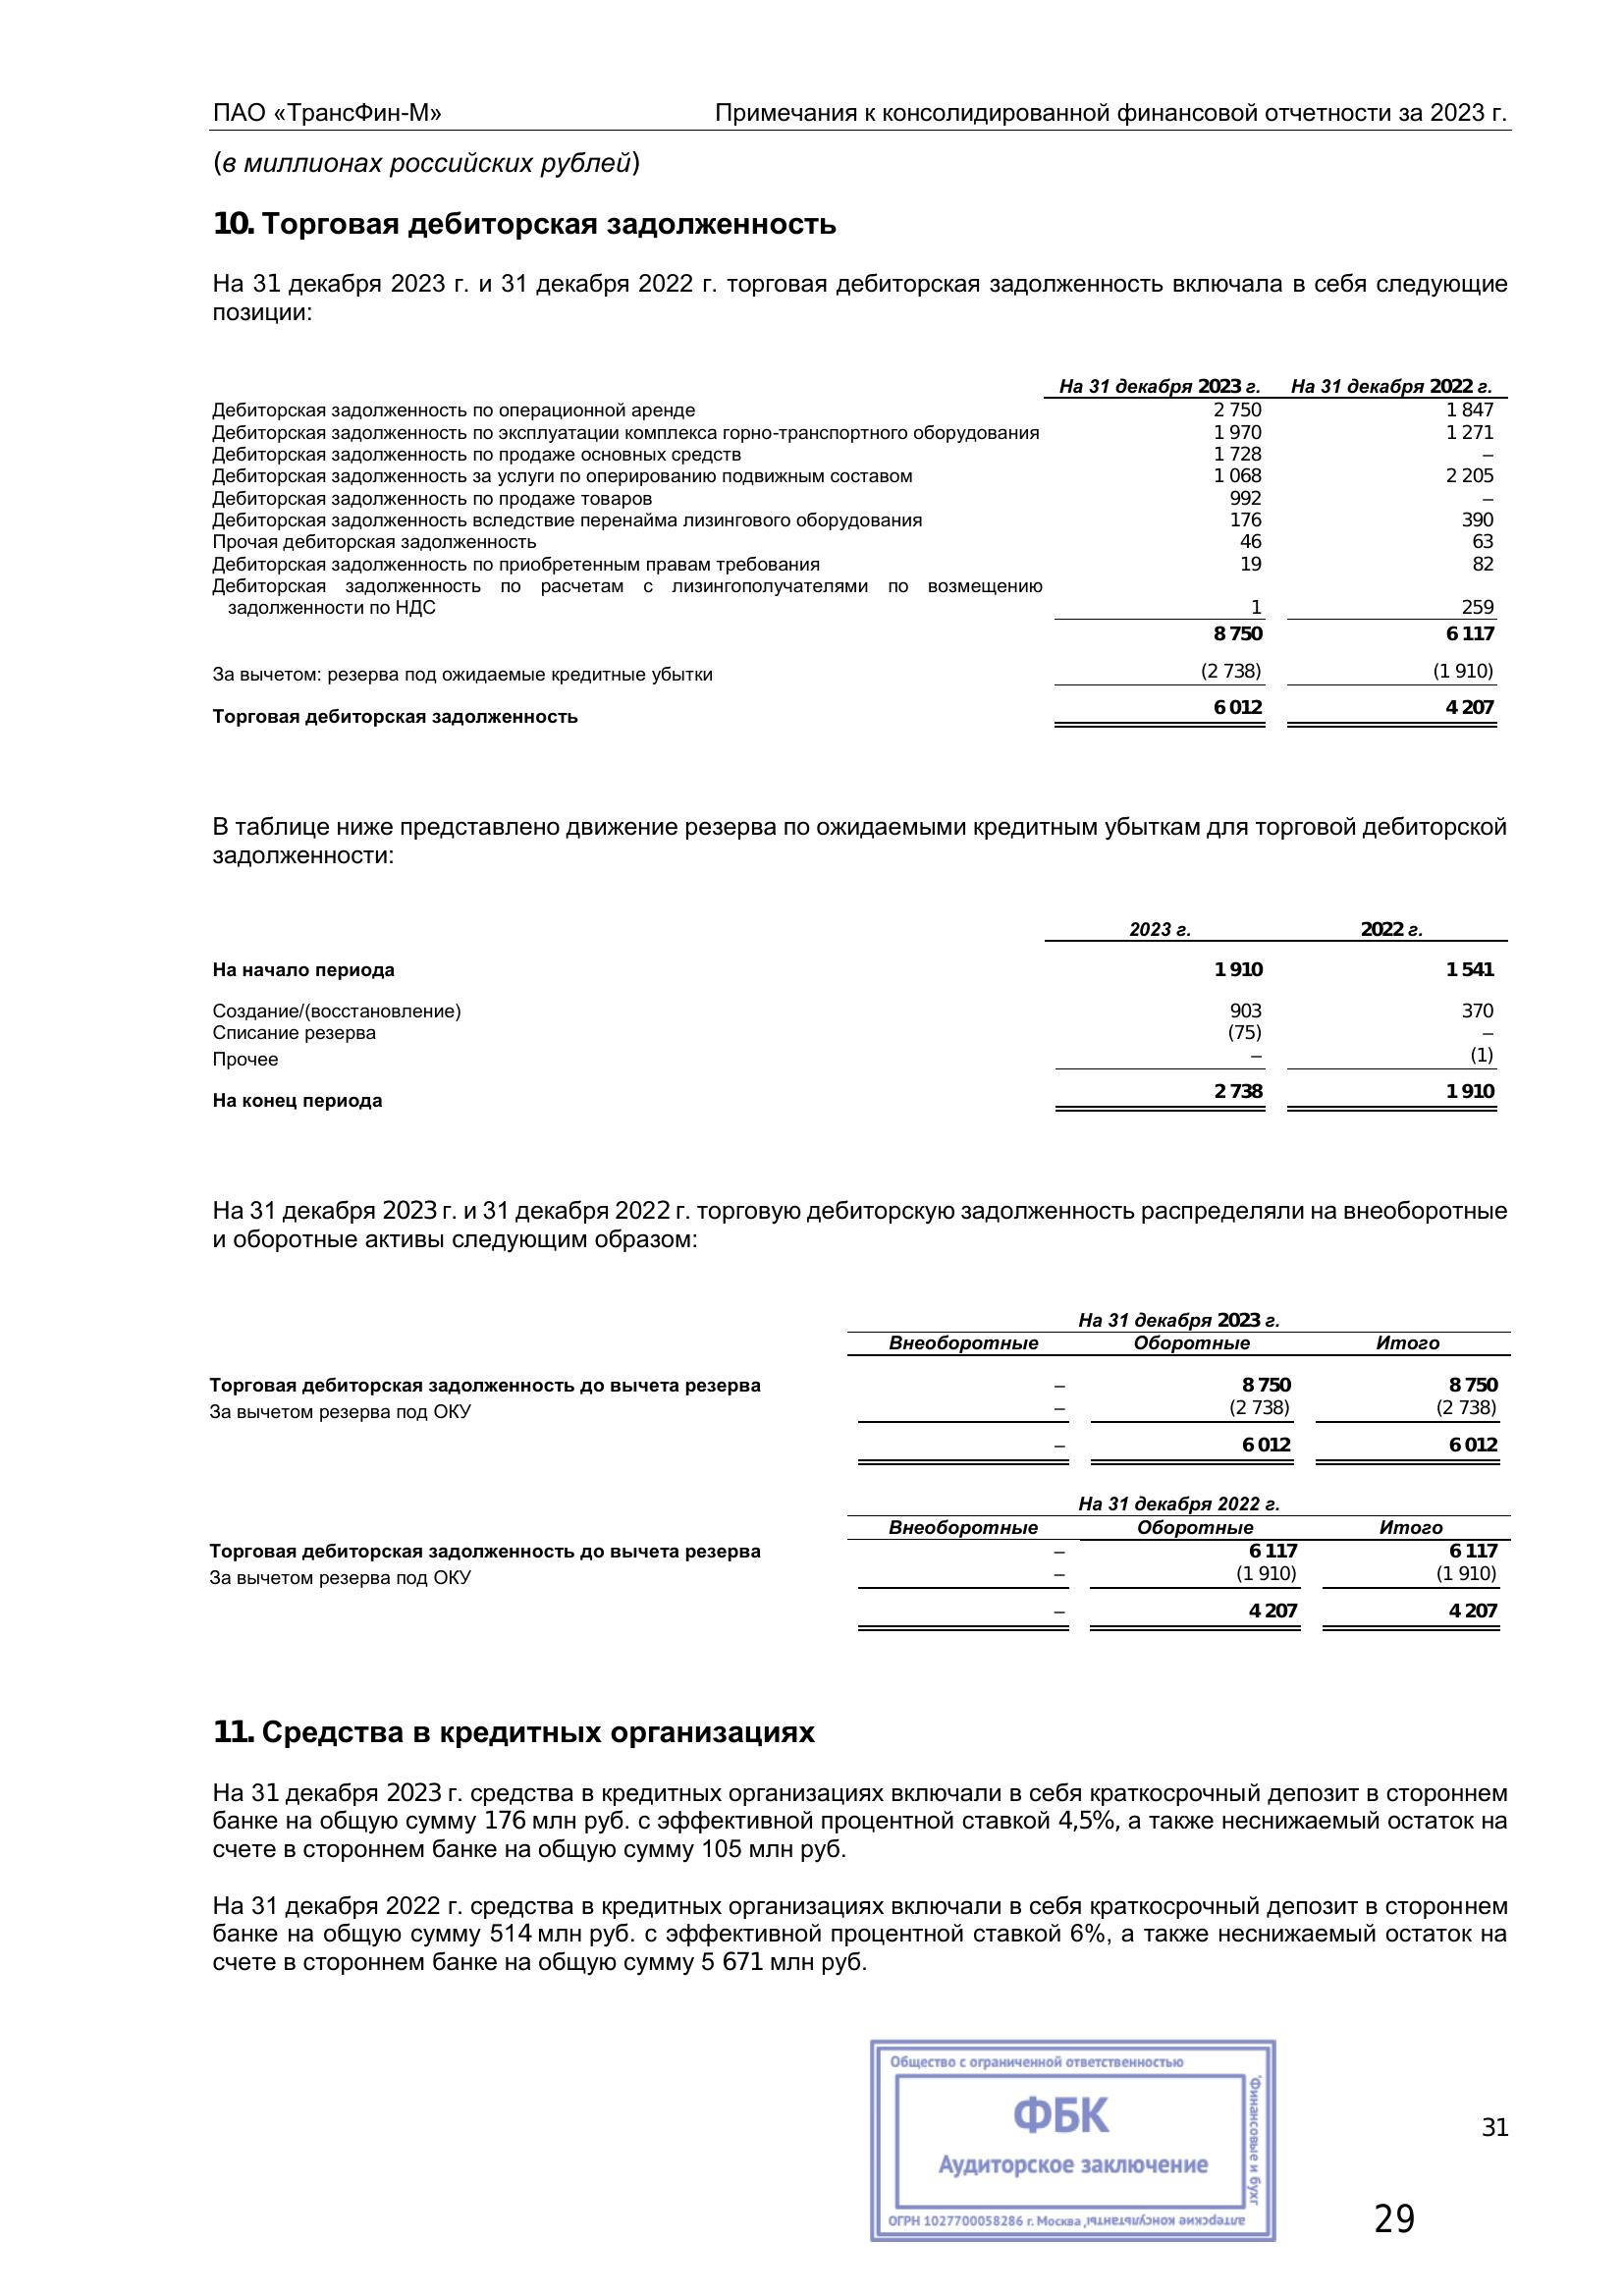 ПАО «ТрансФин-М» Примечания к консолидированной финансовой отчетности за 2023 г.
(в миллионах российских рублей)
10. Торговая дебиторская задолженность
На 31 декабря 2023 г. и 31 декабря 2022 г. торговая дебиторская задолженность включала в себя следующие
позиции:
На 31 декабря 2023 г. На 31 декабря 2022 г.
Дебиторская задолженность по операционной аренде 2 750 1 847
Дебиторская задолженность по эксплуатации комплекса горно-транспортного оборудования 1 970 1 271
Дебиторская задолженность по продаже основных средств 1 728 –
Дебиторская задолженность за услуги по оперированию подвижным составом 1 068 2 205
Дебиторская задолженность по продаже товаров 992 –
Дебиторская задолженность вследствие перенайма лизингового оборудования 176 390
Прочая дебиторская задолженность 46 63
Дебиторская задолженность по приобретенным правам требования 19 82
Дебиторская задолженность по расчетам с лизингополучателями по возмещению
задолженности по НДС 1 259
8 750 6 117
За вычетом: резерва под ожидаемые кредитные убытки (2 738) (1 910)
Торговая дебиторская задолженность 6 012 4 207
В таблице ниже представлено движение резерва по ожидаемыми кредитным убыткам для торговой дебиторской
задолженности:
2023 г. 2022 г.
На начало периода 1 910 1 541
Создание/(восстановление) 903 370
Списание резерва (75) –
Прочее – (1)
На конец периода 2 738 1 910
На 31 декабря 2023 г. и 31 декабря 2022 г. торговую дебиторскую задолженность распределяли на внеоборотные
и оборотные активы следующим образом:
На 31 декабря 2023 г.
Внеоборотные Оборотные Итого
Торговая дебиторская задолженность до вычета резерва – 8 750 8 750
За вычетом резерва под ОКУ – (2 738) (2 738)
– 6 012 6 012
На 31 декабря 2022 г.
Внеоборотные Оборотные Итого
Торговая дебиторская задолженность до вычета резерва – 6 117 6 117
За вычетом резерва под ОКУ – (1 910) (1 910)
– 4 207 4 207
11. Средства в кредитных организациях
На 31 декабря 2023 г. средства в кредитных организациях включали в себя краткосрочный депозит в стороннем
банке на общую сумму 176 млн руб. с эффективной процентной ставкой 4,5%, а также неснижаемый остаток на
счете в стороннем банке на общую сумму 105 млн руб.
На 31 декабря 2022 г. средства в кредитных организациях включали в себя краткосрочный депозит в стороннем
банке на общую сумму 514 млн руб. с эффективной процентной ставкой 6%, а также неснижаемый остаток на
счете в стороннем банке на общую сумму 5 671 млн руб.
Общество с ограниченной ответственностью
"Финансовые и бухг
алтерские консультанты"
ФБК
Аудиторское заключение
ОГРН 1027700058286 г. Москва
31
29